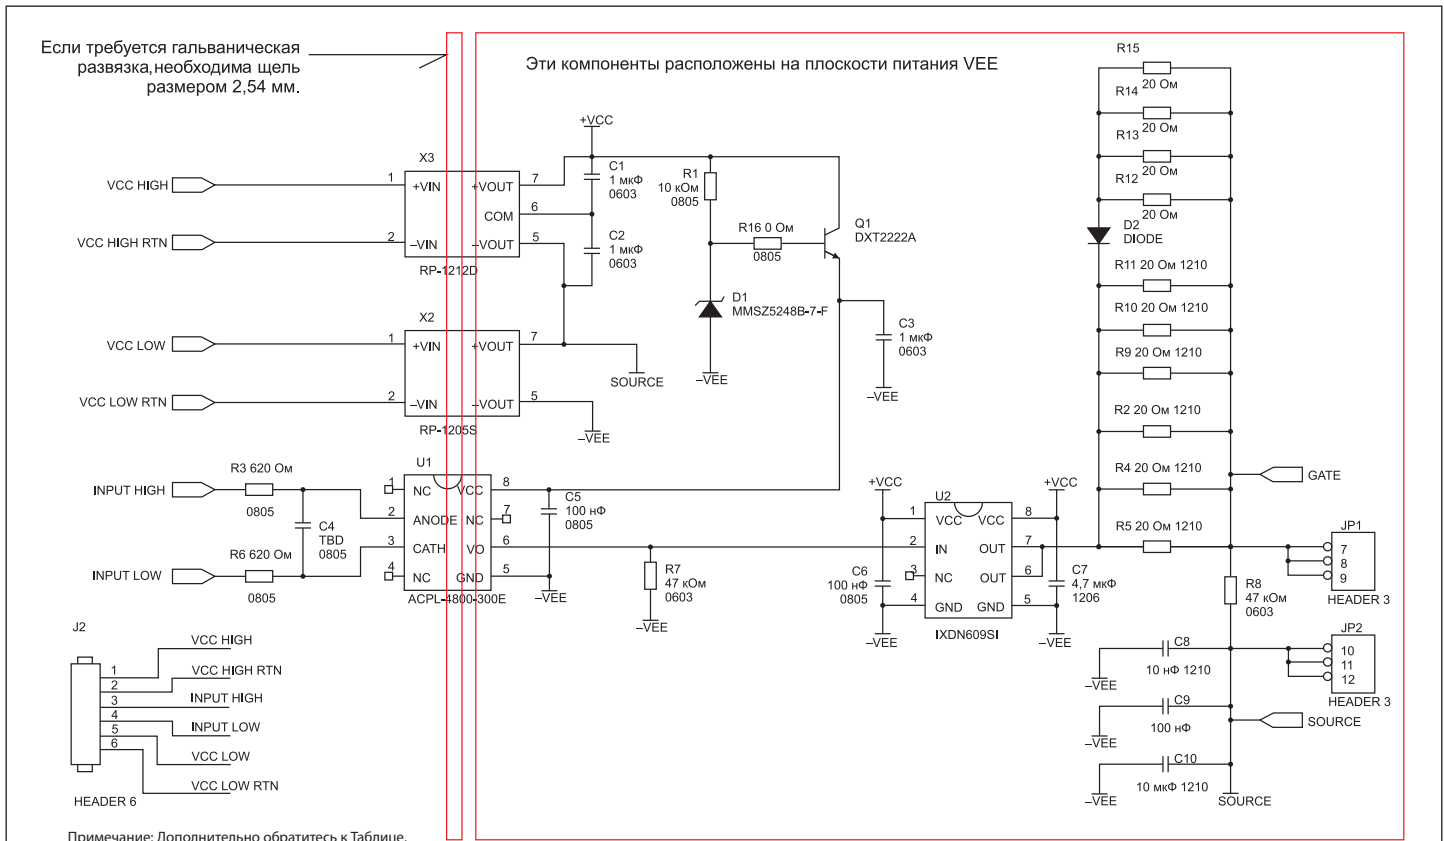 Если требуется гальваническая
развязка,необходима щель
размером 2,54 мм.
Эти компоненты расположены на плоскости питания VEE
R15
20 Ом
R14
20 Ом
R13
20 Ом
R12
20 Ом
D2
DIODE
R11 20 Ом 1210
R10 20 Ом 1210
R9 20 Ом 1210
R2 20 Ом 1210
R4 20 Ом 1210
R5 20 Ом 1210
GATE
+VCC
X3
VCC HIGH
1
+VIN
+VOUT
7
COM
6
VCC HIGH RTN
2
–VIN
–VOUT
5
RP-1212D
C1
1 мкФ
0603
C2
1 мкФ
0603
R1
10 кОм
0805
R16 0 Ом
0805
Q1
DXT2222A
D1
MMSZ5248B-7-F
–VEE
C3
1 мкФ
0603
–VEE
X2
VCC LOW
1
+VIN
+VOUT
7
SOURCE
VCC LOW RTN
2
–VIN
–VOUT
5
–VEE
RP-1205S
U1
INPUT HIGH
R3 620 Ом
0805
C4
TBD
0805
R6 620 Ом
0805
INPUT LOW
1
NC
VCC
8
2
ANODE
NC
7
3
CATH
VO
6
4
NC
GND
5
ACPL-4800-300E
C5
100 нФ
0805
–VEE
R7
47 кОм
0603
–VEE
+VCC
U2
+VCC
1
VCC
VCC
8
2
IN
OUT
7
3
NC
OUT
6
4
GND
GND
5
IXDN609SI
C6
100 нФ
0805
–VEE
C7
4,7 мкФ
1206
–VEE
JP1
7
8
9
HEADER 3
R8
47 кОм
0603
JP2
10
11
12
HEADER 3
C8
10 нФ 1210
–VEE
C9
100 нФ
–VEE
SOURCE
C10
10 мкФ 1210
–VEE
SOURCE
J2
1
VCC HIGH
2
VCC HIGH RTN
3
INPUT HIGH
4
INPUT LOW
5
VCC LOW
6
VCC LOW RTN
HEADER 6
Примечание: Дополнительно обратитесь к Таблице.